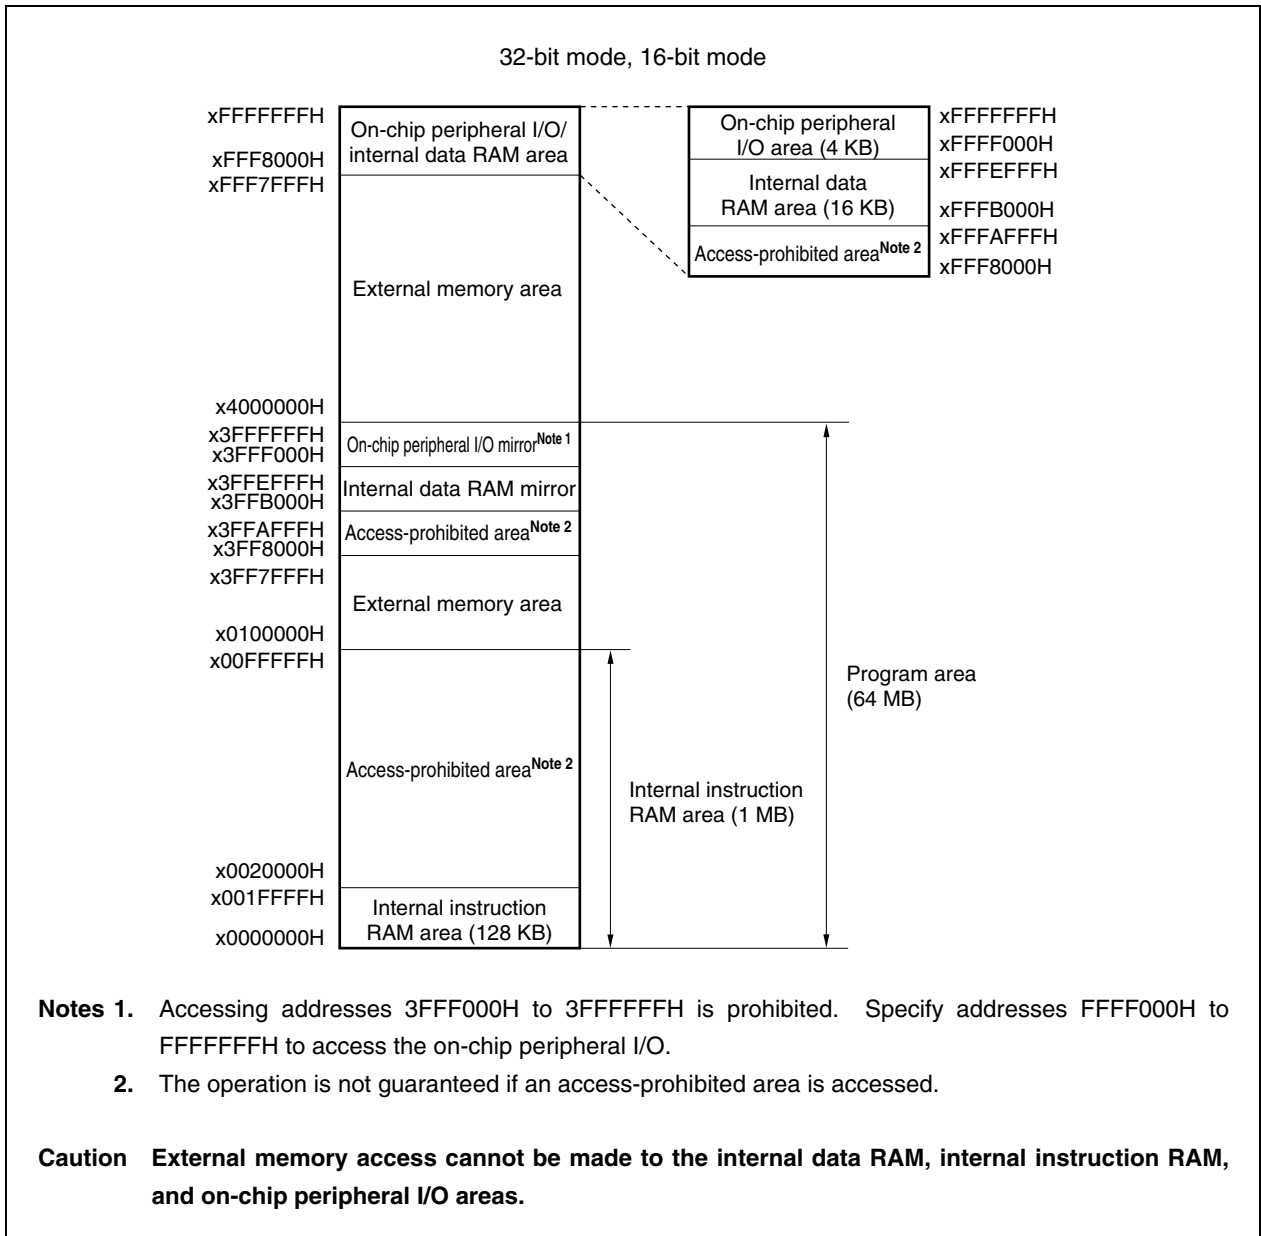 32-bit mode, 16-bit mode
xFFFFFFFH
On-chip peripheral I/O/
internal data RAM area
xFFF8000H
xFFF7FFFH
On-chip peripheral
I/O area (4 KB)
xFFFFFFFH
xFFFF000H
xFFFEFFFH
Internal data
RAM area (16 KB)
xFFFB000H
xFFFAFFFH
Access-prohibited areaNote 2
xFFF8000H
External memory area
x4000000H
x3FFFFFFH
On-chip peripheral I/O mirrorNote 1
x3FFF000H
x3FFEFFFH
Internal data RAM mirror
x3FFB000H
x3FFAFFFH
Access-prohibited areaNote 2
x3FF8000H
x3FF7FFFH
External memory area
x0100000H
x00FFFFFH
Program area
(64 MB)
Access-prohibited areaNote 2
Internal instruction
RAM area (1 MB)
x0020000H
x001FFFFH
Internal instruction
RAM area (128 KB)
x0000000H
Notes 1. Accessing addresses 3FFF000H to 3FFFFFFH is prohibited. Specify addresses FFFF000H to
FFFFFFFH to access the on-chip peripheral I/O.
2. The operation is not guaranteed if an access-prohibited area is accessed.
Caution External memory access cannot be made to the internal data RAM, internal instruction RAM,
and on-chip peripheral I/O areas.